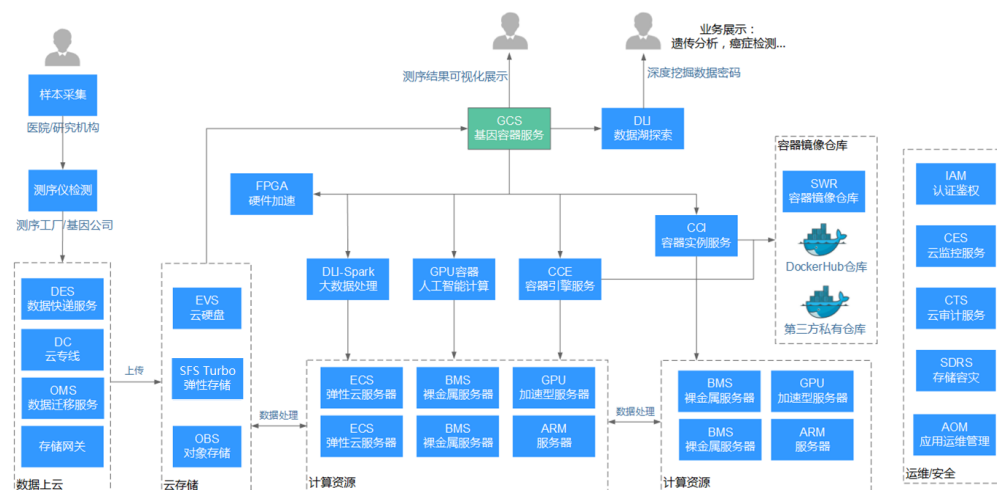 业务展示：
遗传分析，癌症检测...
测序结果可视化展示
深度挖掘数据密码
样本采集
医院/研究机构
测序仪检测
测序工厂/基因公司
GCS
基因容器服务
DLI
数据湖探索
FPGA
硬件加速
CCI
容器实例服务
DLI-Spark
大数据处理
GPU容器
人工智能计算
CCE
容器引擎服务
容器镜像仓库
SWR
容器镜像仓库
DockerHub仓库
第三方私有仓库
IAM
认证鉴权
CES
云监控服务
CTS
云审计服务
SDRS
存储容灾
AOM
应用运维管理
运维/安全
DES
数据快递服务
DC
云专线
OMS
数据迁移服务
存储网关
数据上云
上传
EVS
云硬盘
SFS Turbo
弹性存储
OBS
对象存储
云存储
数据处理
ECS
弹性云服务器
BMS
裸金属服务器
GPU
加速型服务器
ECS
弹性云服务器
BMS
裸金属服务器
ARM
服务器
计算资源
数据处理
BMS
裸金属服务器
GPU
加速型服务器
BMS
裸金属服务器
ARM
服务器
计算资源